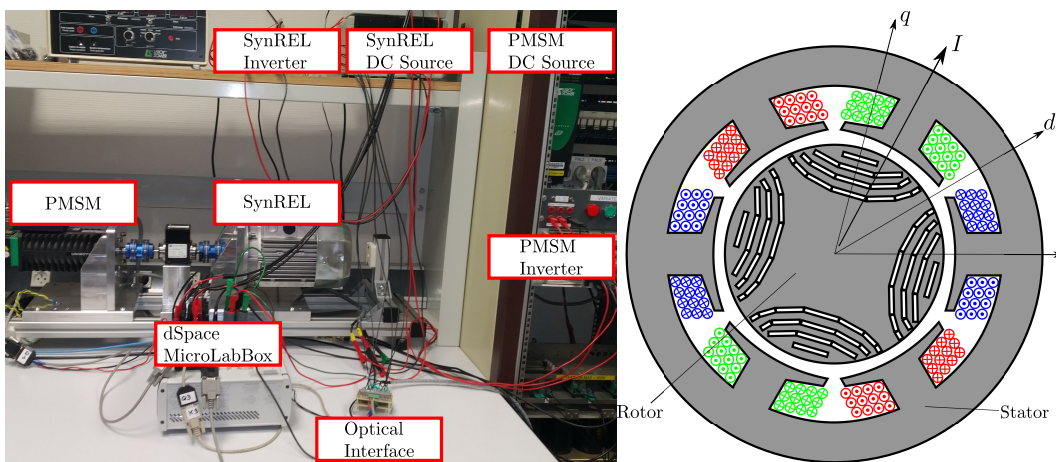 SynREL
Inverter
SynREL
DC Source
PMSM
DC Source
PMSM
SynREL
PMSM
Inverter
dSpace
MicroLabBox
Optical
Interface
q
I
d
Rotor
Stator